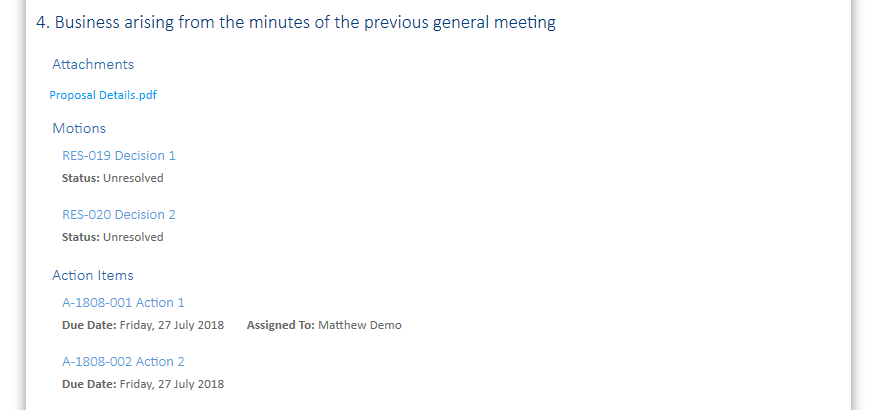 4. Business arising from the minutes of the previous general meeting
Attachments
Proposal Details.pdf
Motions
RES-019 Decision 1
Status: Unresolved
RES-020 Decision 2
Status: Unresolved
Action Items
A-1808-001 Action 1
Due Date: Friday, 27 July 2018 Assigned To: Matthew Demo
A-1808-002 Action 2
Due Date: Friday, 27 July 2018